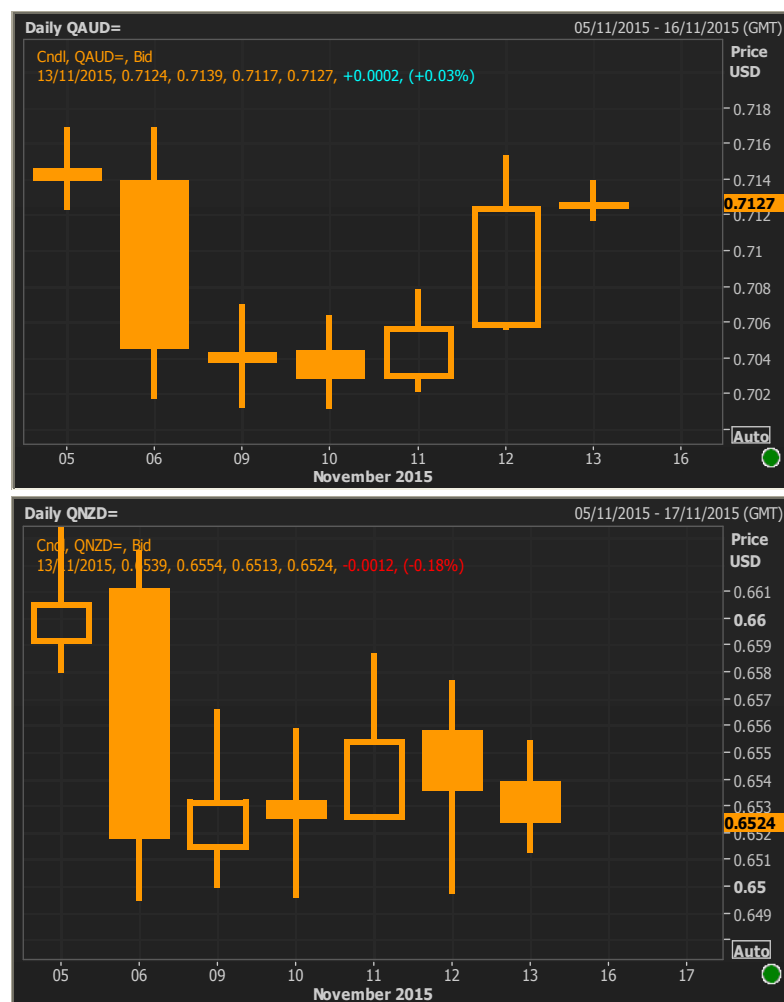 Daily QAUD= 05/11/2015 - 16/11/2015 (GMT)
Cndl, QAUD=, Bid
13/11/2015, 0.7124, 0.7139, 0.7117, 0.7127, +0.0002, (+0.03%)
Price
USD
0.718
0.716
0.714
0.7127
0.712
0.71
0.708
0.706
0.704
0.702
Auto
05 06 09 10 11 12 13 16
November 2015
Daily QNZD= 05/11/2015 - 17/11/2015 (GMT)
Cndl, QNZD=, Bid
13/11/2015, 0.6539, 0.6554, 0.6513, 0.6524, -0.0012, (-0.18%)
Price
USD
0.661
0.66
0.659
0.658
0.657
0.656
0.655
0.654
0.653
0.6524
0.652
0.651
0.65
0.649
Auto
05 06 09 10 11 12 13 16 17
November 2015